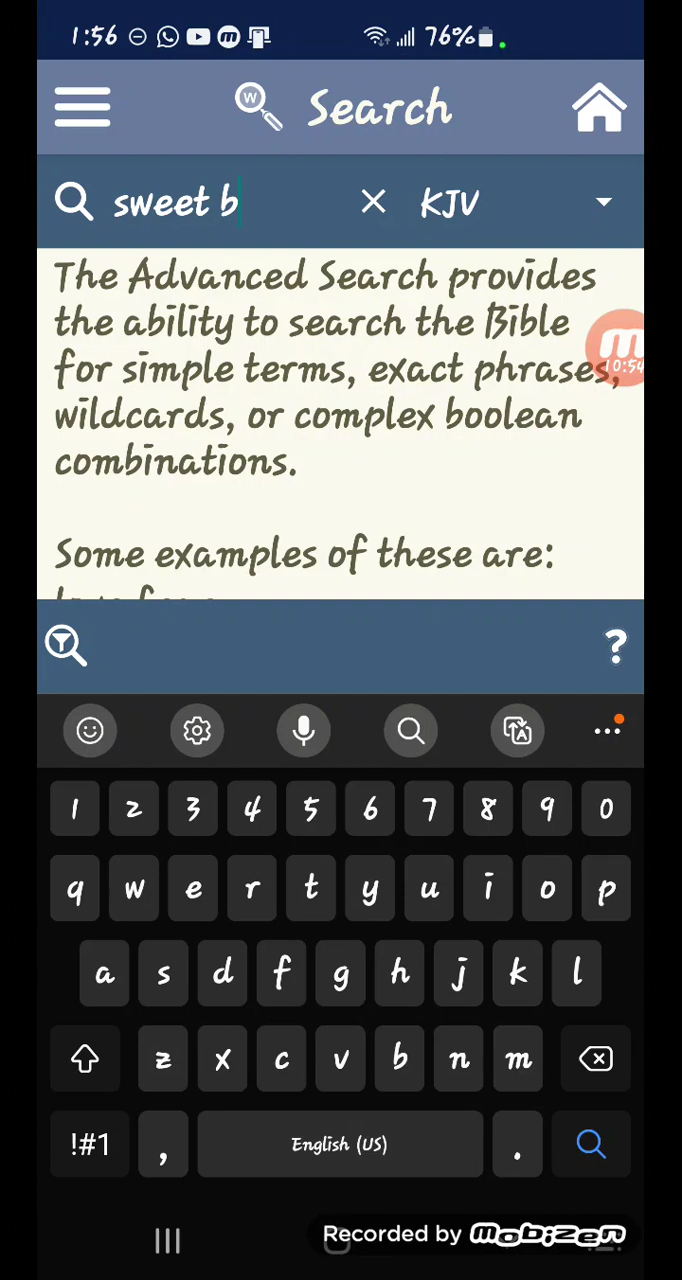 1:56 76%
Search
sweet b KJV
The Advanced Search provides
the ability to search the Bible
for simple terms, exact phrases,
wildcards, or complex boolean
combinations.
10:54
Some examples of these are:
?
1 2 3 4 5 6 7 8 9 0
q w e r t y u i o p
a s d f g h j k l
z x c v b n m
!#1 , English (US) .
Recorded by mobizen